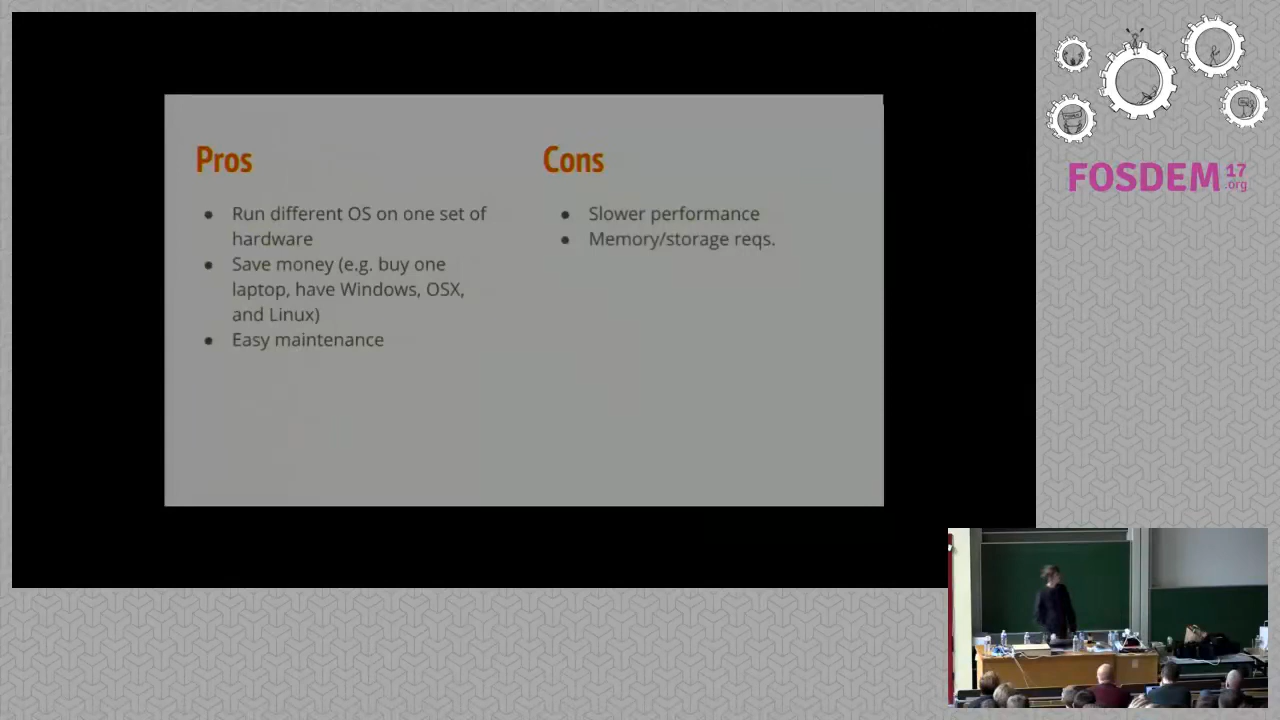 Pros
Run different OS on one set of
hardware
Save money (e.g. buy one
laptop, have Windows, OSX,
and Linux)
Easy maintenance
Cons
Slower performance
Memory/storage reqs.
FOSDEM 17
.org